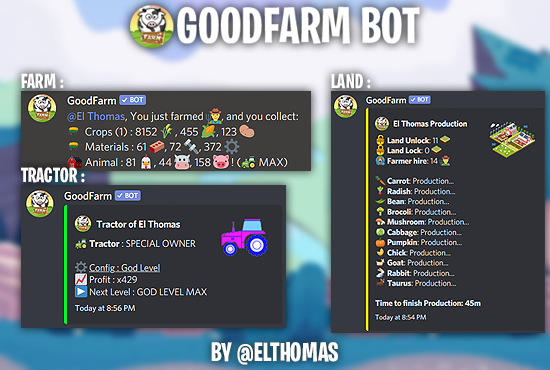 GOODFARM BOT
FARM :
GoodFarm BOT
@El Thomas, You just farmed , and you collect:
Crops (1) : 8152 , 455 , 123
Materials : 61 , 72 , 372
Animal : 81 , 44 , 158 ! ( MAX)
TRACTOR :
GoodFarm BOT
Tractor of El Thomas
Tractor : SPECIAL OWNER
Config : God Level
Profit : x429
Next Level : GOD LEVEL MAX
Today at 8:56 PM
LAND :
GoodFarm BOT
El Thomas Production
Land Unlock: 11
Land Lock: 0
Farmer hire: 14
Carrot: Production...
Radish: Production...
Bean: Production...
Brocoli: Production...
Mushroom: Production...
Cabbage: Production...
Pumpkin: Production...
Chick: Production...
Goat: Production...
Rabbit: Production...
Taurus: Production...
Time to finish Production: 45m
Today at 8:54 PM
BY @ELTHOMAS